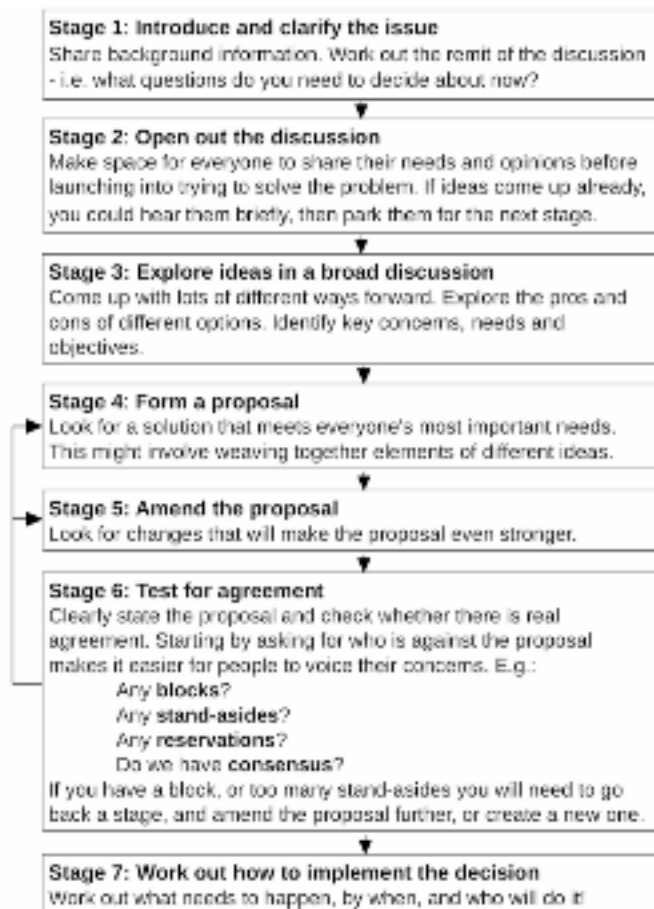 Stage 1: Introduce and clarify the issue
Share background information. Work out the remit of the discussion
- i.e. what questions do you need to decide about now?
Stage 2: Open out the discussion
Make space for everyone to share their needs and opinions before
launching into trying to solve the problem. If ideas come up already,
you could hear them briefly, then park them for the next stage.
Stage 3: Explore ideas in a broad discussion
Come up with lots of different ways forward. Explore the pros and
cons of different options. Identify key concerns, needs and
objectives.
Stage 4: Form a proposal
Look for a solution that meets everyone's most important needs.
This might involve weaving together elements of different ideas.
Stage 5: Amend the proposal
Look for changes that will make the proposal even stronger.
Stage 6: Test for agreement
Clearly state the proposal and check whether there is real
agreement. Starting by asking for who is against the proposal
makes it easier for people to voice their concerns. E.g.:
Any blocks?
Any stand-asides?
Any reservations?
Do we have consensus?
If you have a block, or too many stand-asides you will need to go
back a stage, and amend the proposal further, or create a new one.
Stage 7: Work out how to implement the decision
Work out what needs to happen, by when, and who will do it!